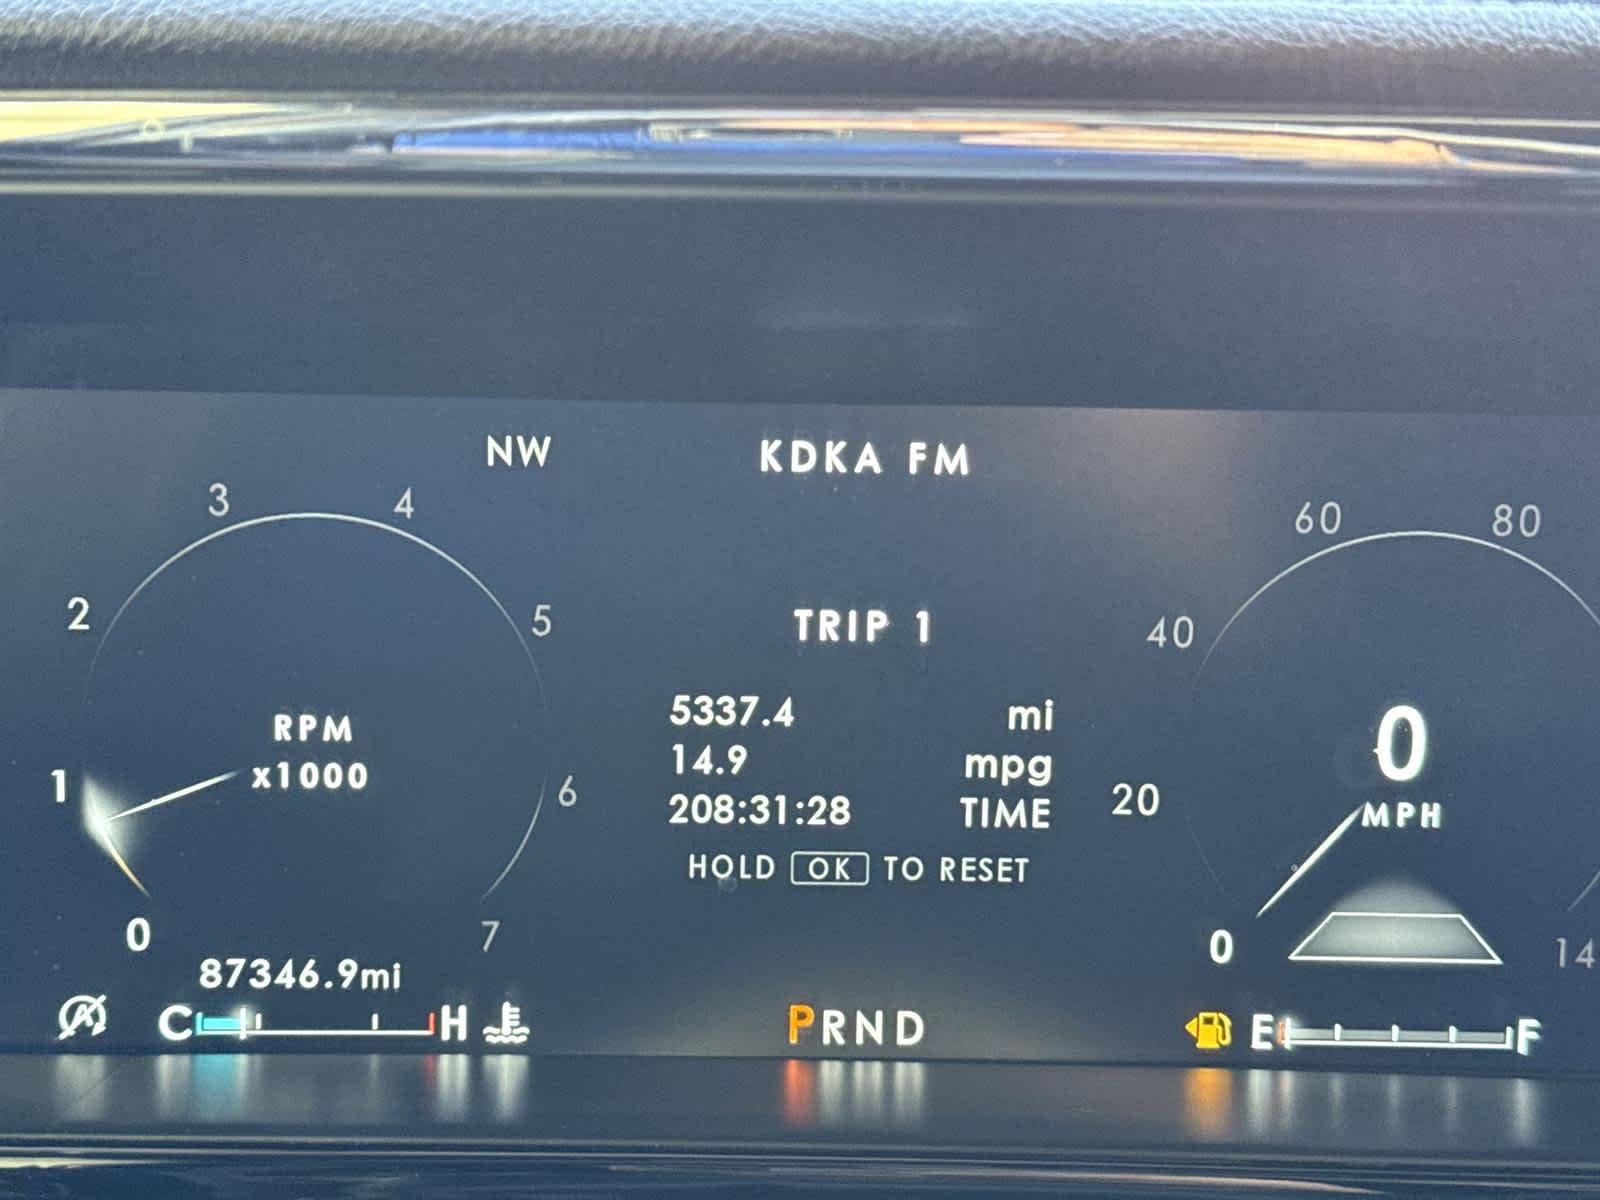 NW
KDKA FM
3
4
60
80
2
5
TRIP 1
40
RPM
x1000
5337.4 mi
0
MPH
1
6
14.9 mpg
20
208:31:28 TIME
HOLD OK TO RESET
0
7
0
14
87346.9mi
A
C H
PRND
E F